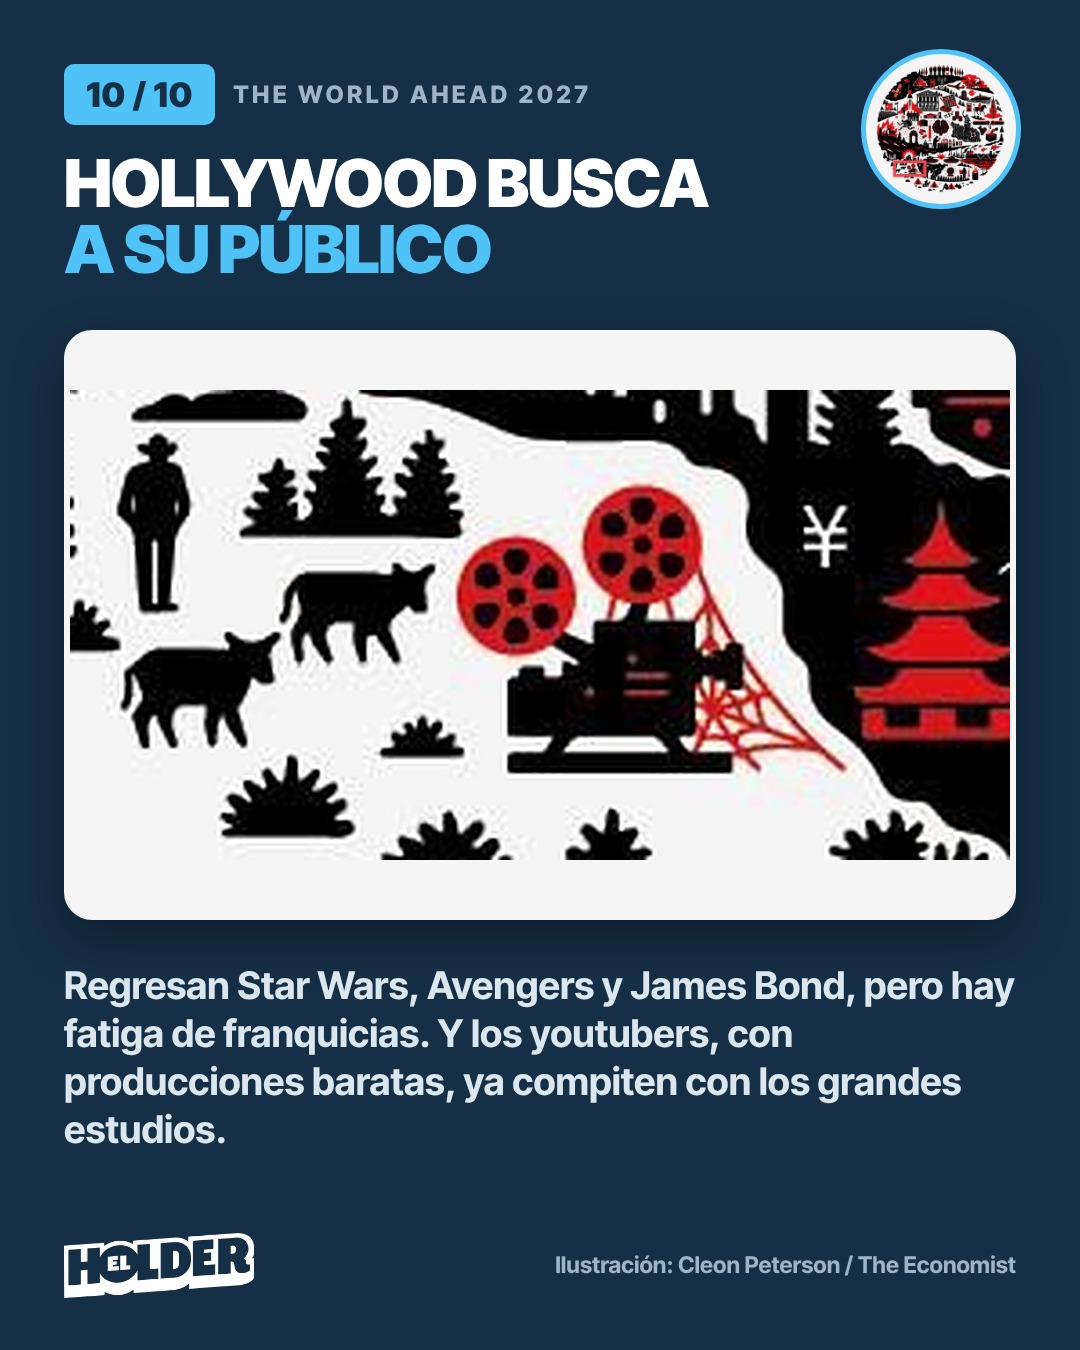 10 / 10
THE WORLD AHEAD 2027
HOLLYWOOD BUSCA
A SU PÚBLICO
¥
Regresan Star Wars, Avengers y James Bond, pero hay
fatiga de franquicias. Y los youtubers, con
producciones baratas, ya compiten con los grandes
estudios.
EL HOLDER
Ilustración: Cleon Peterson / The Economist